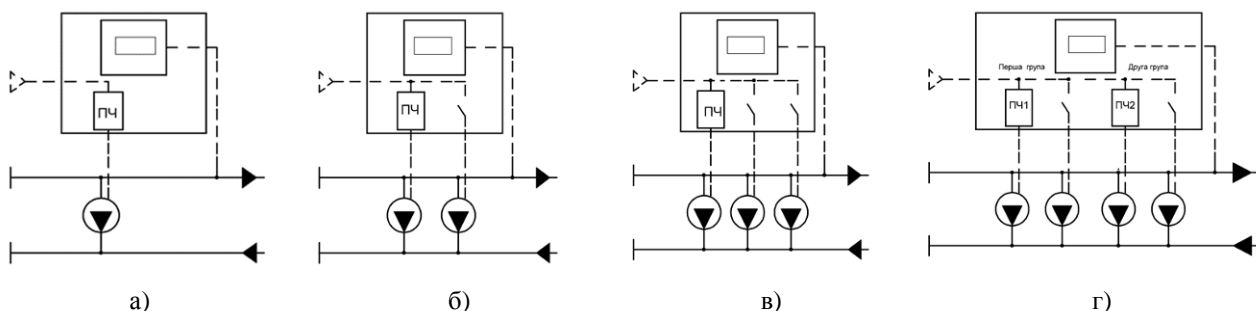 Перша група Друга група
ПЧ ПЧ ПЧ ПЧ1 ПЧ2
а) б) в) г)